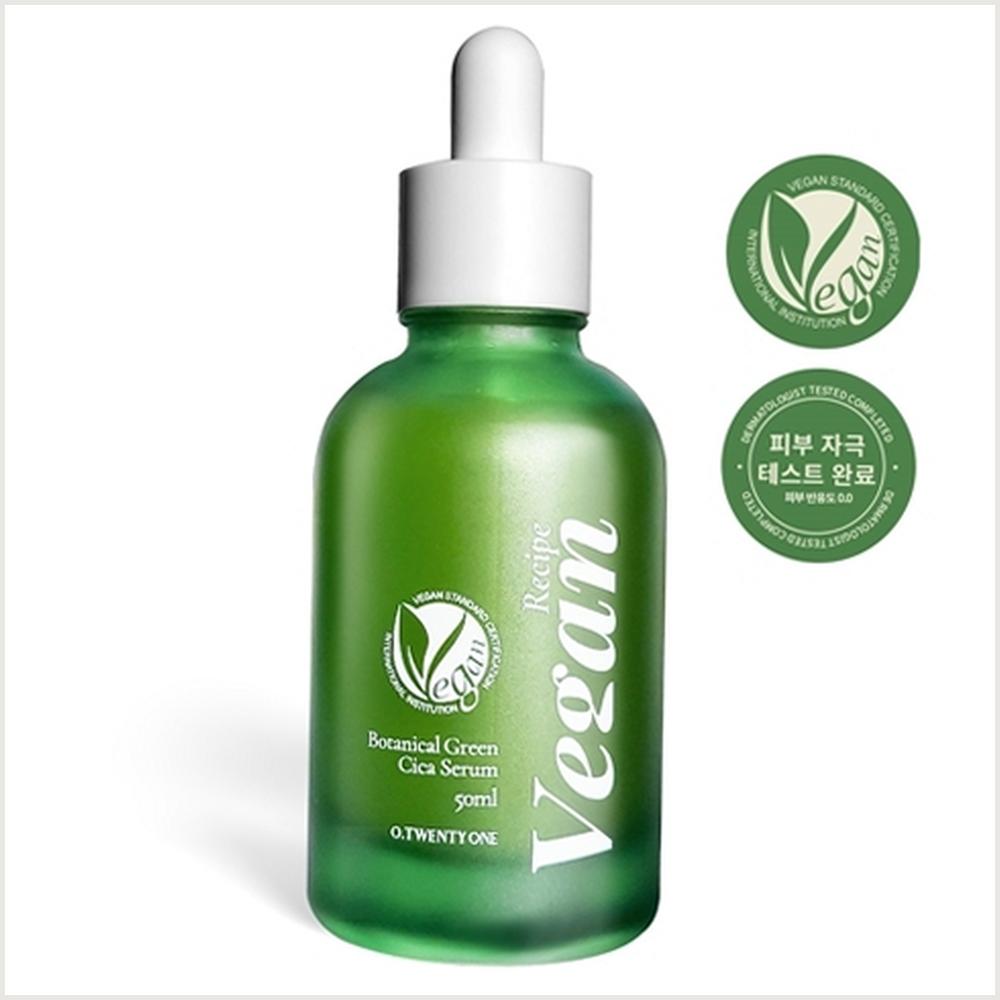 VEGAN STANDARD CERTIFICATION
INTERNATIONAL INSTITUTION
Vegan
DERMATOLOGIST TESTED COMPLETED
피부 자극
테스트 완료
피부 반응도 0.0
DERMATOLOGIST TESTED COMPLETED
Recipe
Vegan
VEGAN STANDARD CERTIFICATION
INTERNATIONAL INSTITUTION
Vegan
Botanical Green
Cica Serum
50ml
O.TWENTYONE